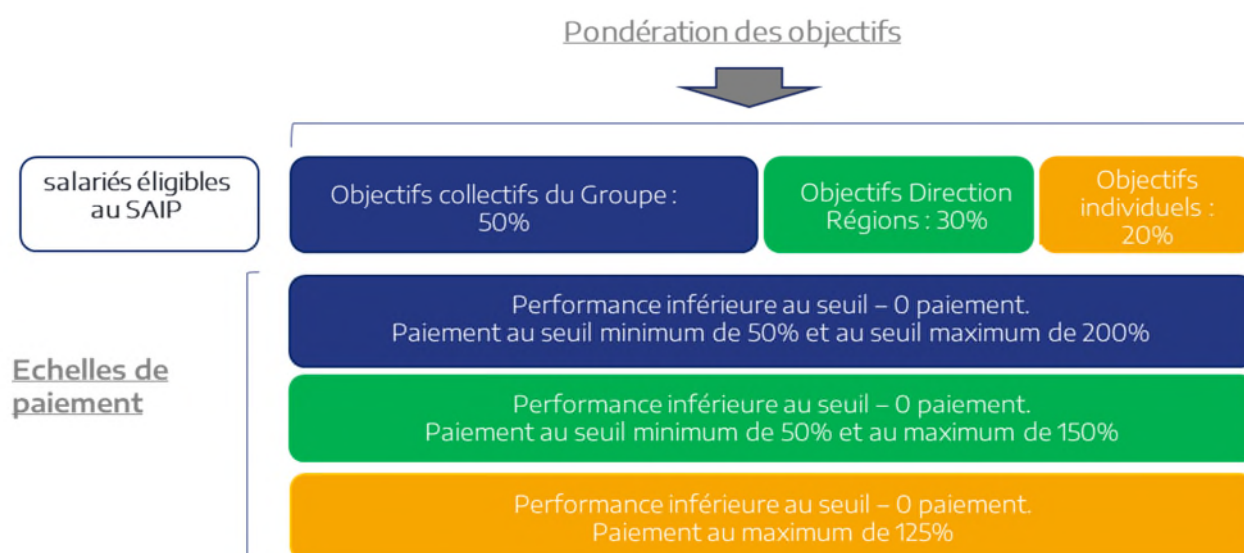 Pondération des objectifs
salariés éligibles
au SAIP
Objectifs collectifs du Groupe :
50%
Objectifs Direction
Régions : 30%
Objectifs
individuels :
20%
Echelles de
paiement
Performance inférieure au seuil – 0 paiement.
Paiement au seuil minimum de 50% et au seuil maximum de 200%
Performance inférieure au seuil – 0 paiement.
Paiement au seuil minimum de 50% et au maximum de 150%
Performance inférieure au seuil – 0 paiement.
Paiement au maximum de 125%